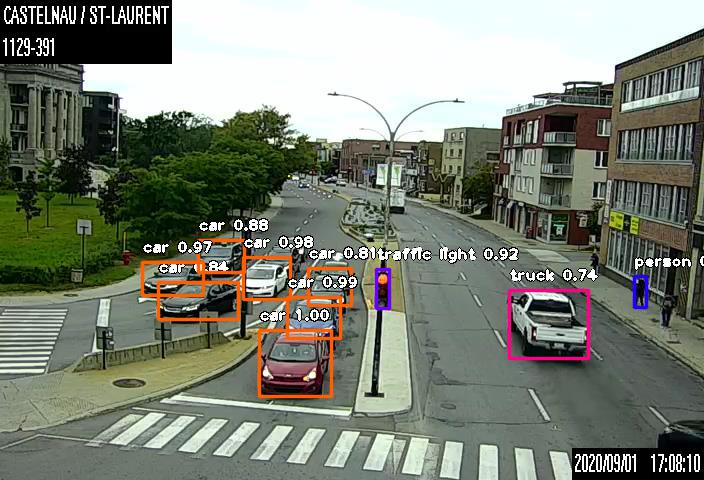 CASTELNAU / ST-LAURENT
1129-391
car 0.88
car 0.97
car 0.98
car 0.84
car 0.81
traffic light 0.92
car 0.99
truck 0.74
person 0
car 1.00
2020/09/01 17:08:10